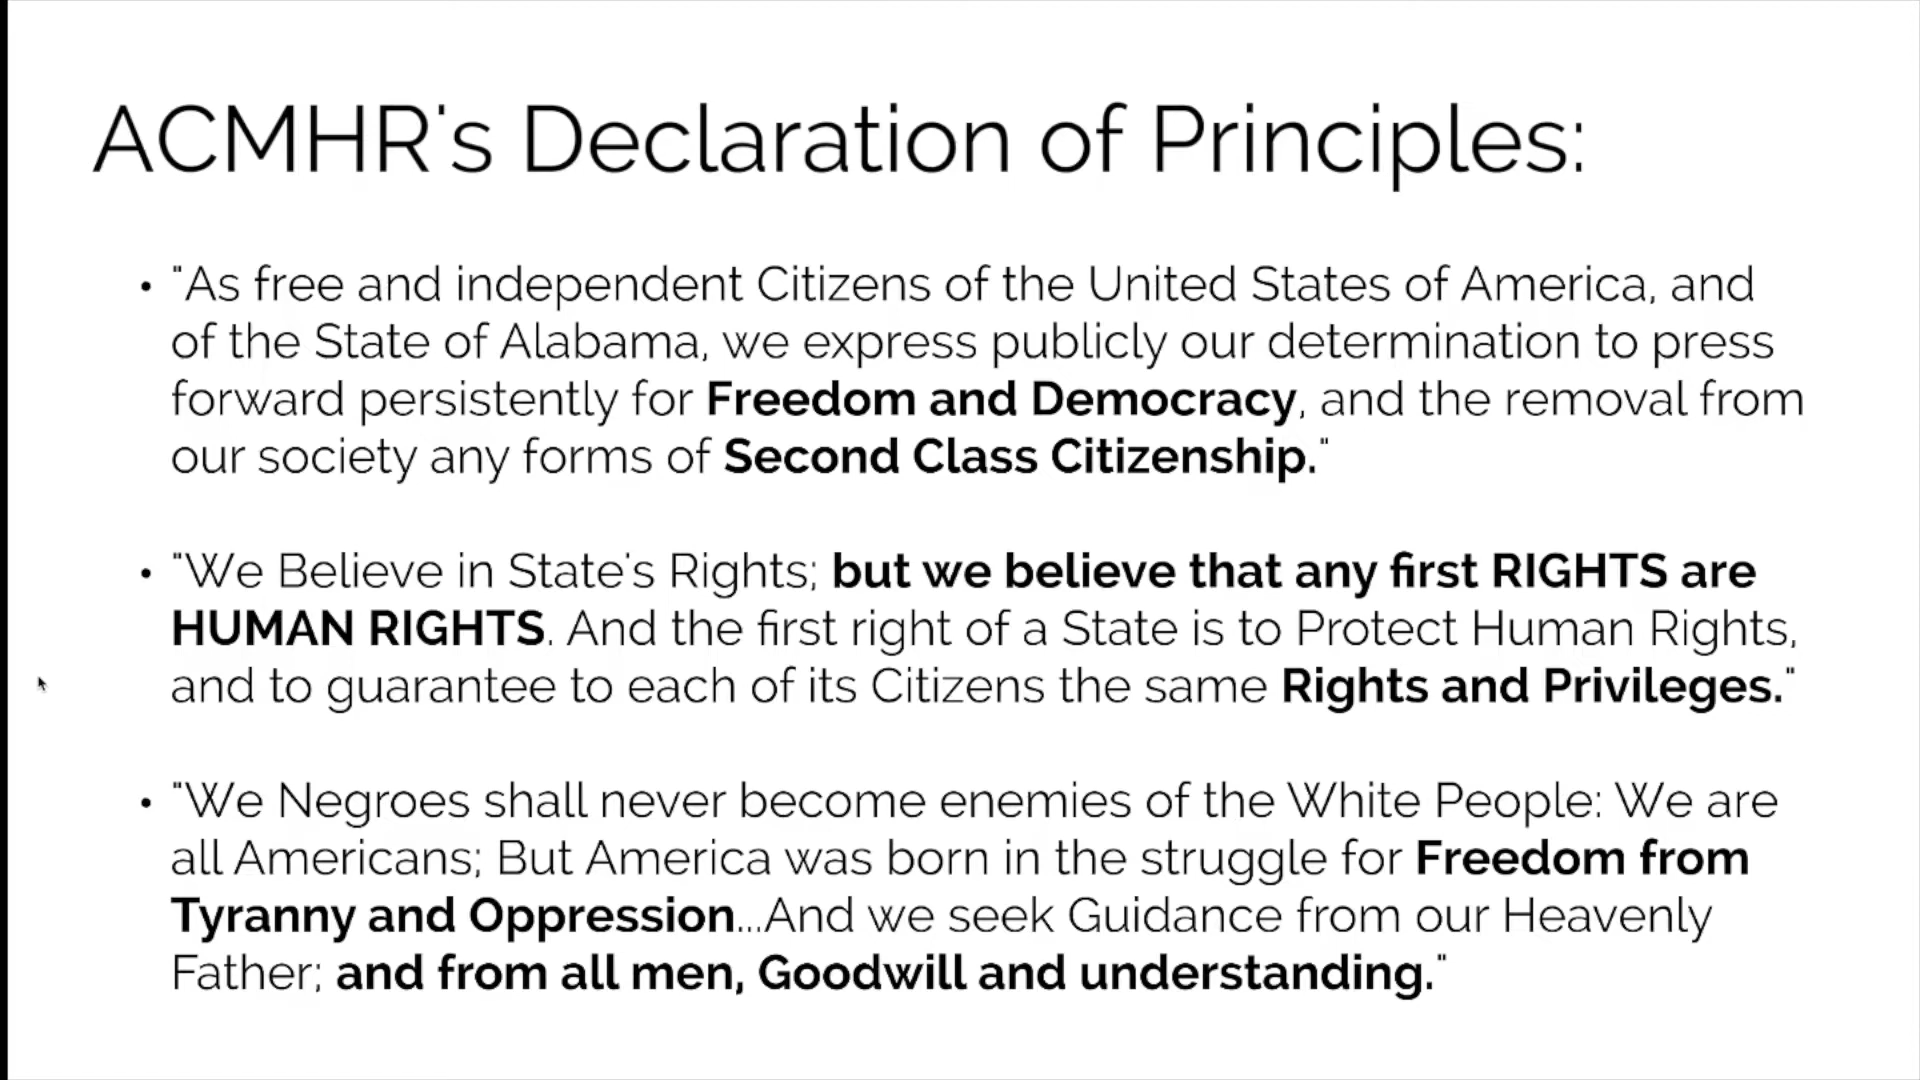 ACMHR's Declaration of Principles:
• "As free and independent Citizens of the United States of America, and
of the State of Alabama, we express publicly our determination to press
forward persistently for Freedom and Democracy, and the removal from
our society any forms of Second Class Citizenship."
• "We Believe in State's Rights; but we believe that any first RIGHTS are
HUMAN RIGHTS. And the first right of a State is to Protect Human Rights,
and to guarantee to each of its Citizens the same Rights and Privileges."
• "We Negroes shall never become enemies of the White People: We are
all Americans; But America was born in the struggle for Freedom from
Tyranny and Oppression...And we seek Guidance from our Heavenly
Father; and from all men, Goodwill and understanding."